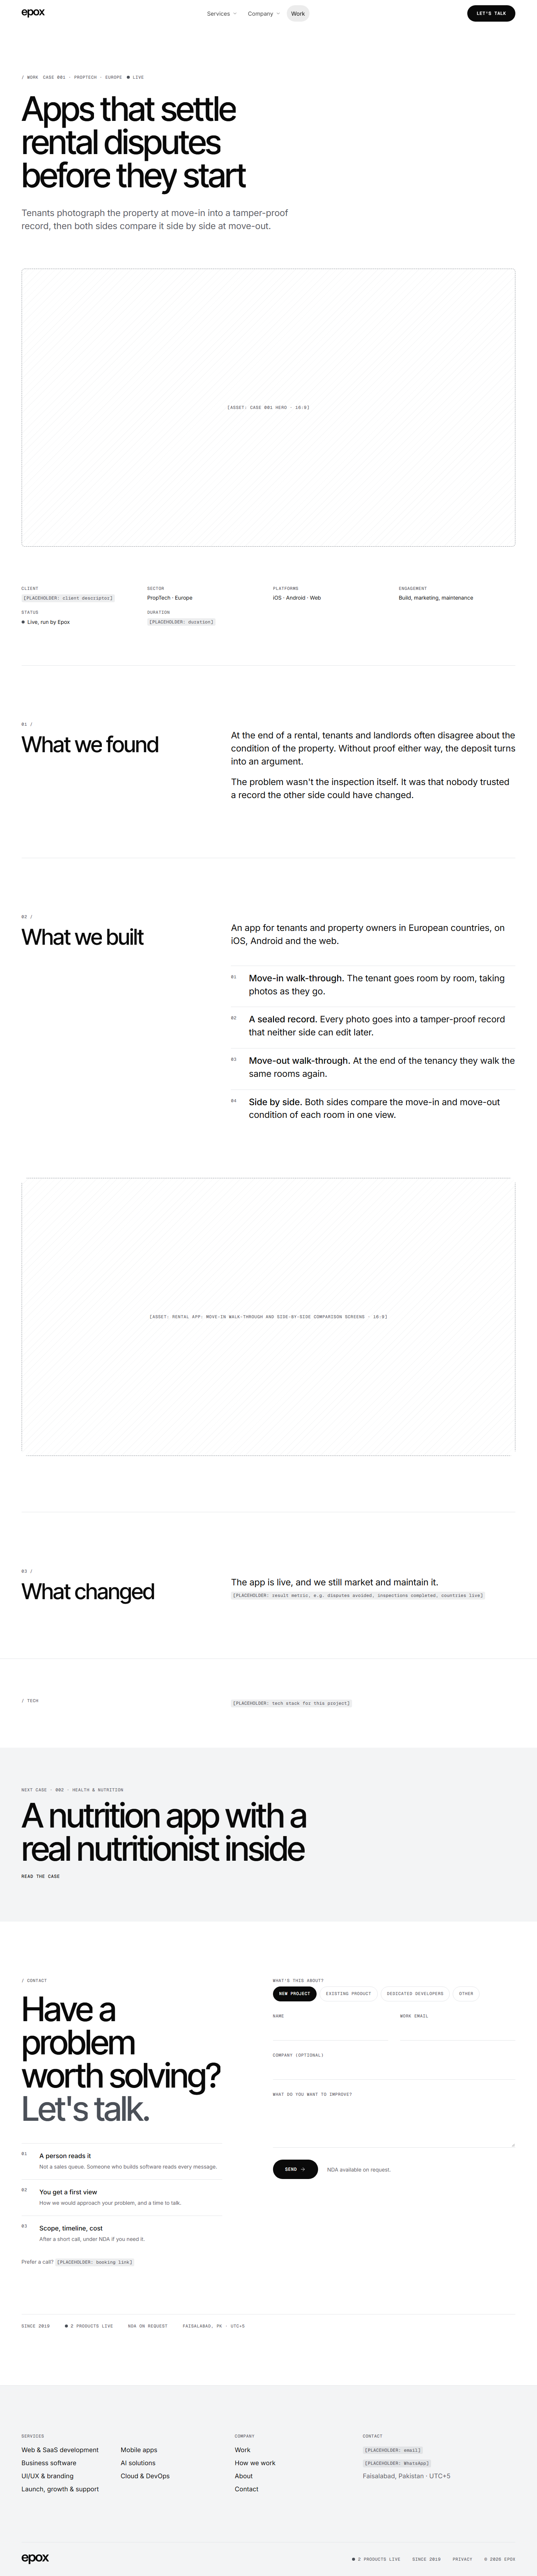 epox
Services
Company
Work
LET'S TALK
/ WORK CASE 001 · PROPTECH · EUROPE LIVE
Apps that settle
rental disputes
before they start
Tenants photograph the property at move-in into a tamper-proof
record, then both sides compare it side by side at move-out.
[ASSET: CASE 001 HERO · 16:9]
CLIENT
[PLACEHOLDER: client descriptor]
SECTOR
PropTech · Europe
PLATFORMS
iOS · Android · Web
ENGAGEMENT
Build, marketing, maintenance
STATUS
Live, run by Epox
DURATION
[PLACEHOLDER: duration]
01 /
What we found
At the end of a rental, tenants and landlords often disagree about the
condition of the property. Without proof either way, the deposit turns
into an argument.
The problem wasn't the inspection itself. It was that nobody trusted
a record the other side could have changed.
02 /
What we built
An app for tenants and property owners in European countries, on
iOS, Android and the web.
01 Move-in walk-through. The tenant goes room by room, taking
photos as they go.
02 A sealed record. Every photo goes into a tamper-proof record
that neither side can edit later.
03 Move-out walk-through. At the end of the tenancy they walk the
same rooms again.
04 Side by side. Both sides compare the move-in and move-out
condition of each room in one view.
[ASSET: RENTAL APP: MOVE-IN WALK-THROUGH AND SIDE-BY-SIDE COMPARISON SCREENS · 16:9]
03 /
What changed
The app is live, and we still market and maintain it.
[PLACEHOLDER: result metric, e.g. disputes avoided, inspections completed, countries live]
/ TECH
[PLACEHOLDER: tech stack for this project]
NEXT CASE · 002 · HEALTH & NUTRITION
A nutrition app with a
real nutritionist inside
READ THE CASE
/ CONTACT
Have a
problem
worth solving?
Let's talk.
01 A person reads it
Not a sales queue. Someone who builds software reads every message.
02 You get a first view
How we would approach your problem, and a time to talk.
03 Scope, timeline, cost
After a short call, under NDA if you need it.
Prefer a call? [PLACEHOLDER: booking link]
WHAT'S THIS ABOUT?
NEW PROJECT
EXISTING PRODUCT
DEDICATED DEVELOPERS
OTHER
NAME
WORK EMAIL
COMPANY (OPTIONAL)
WHAT DO YOU WANT TO IMPROVE?
SEND →
NDA available on request.
SINCE 2019
2 PRODUCTS LIVE
NDA ON REQUEST
FAISALABAD, PK · UTC+5
SERVICES
Web & SaaS development
Business software
UI/UX & branding
Launch, growth & support
Mobile apps
AI solutions
Cloud & DevOps
COMPANY
Work
How we work
About
Contact
CONTACT
[PLACEHOLDER: email]
[PLACEHOLDER: WhatsApp]
Faisalabad, Pakistan · UTC+5
epox
2 PRODUCTS LIVE
SINCE 2019
PRIVACY
© 2026 EPOX